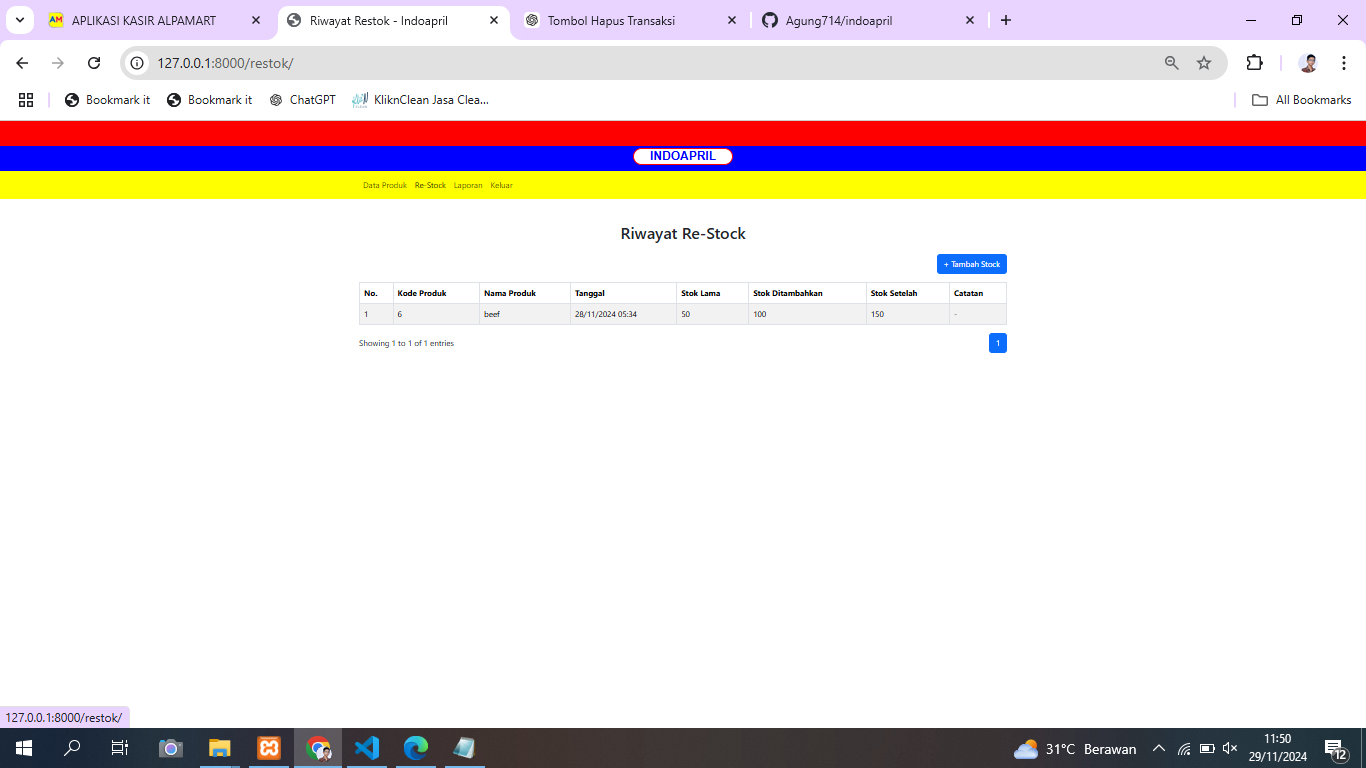 AM APLIKASI KASIR ALPAMART
Riwayat Restok - Indoapril
Tombol Hapus Transaksi
Agung714/indoapril
127.0.0.1:8000/restok/
Bookmark it
Bookmark it
ChatGPT
KliknClean Jasa Clea...
All Bookmarks
INDOAPRIL
Data Produk Re-Stock Laporan Keluar
Riwayat Re-Stock
+ Tambah Stock
No. Kode Produk Nama Produk Tanggal Stok Lama Stok Ditambahkan Stok Setelah Catatan
1 6 beef 28/11/2024 05:34 50 100 150 -
Showing 1 to 1 of 1 entries 1
127.0.0.1:8000/restok/
31°C Berawan
11:50
29/11/2024
12